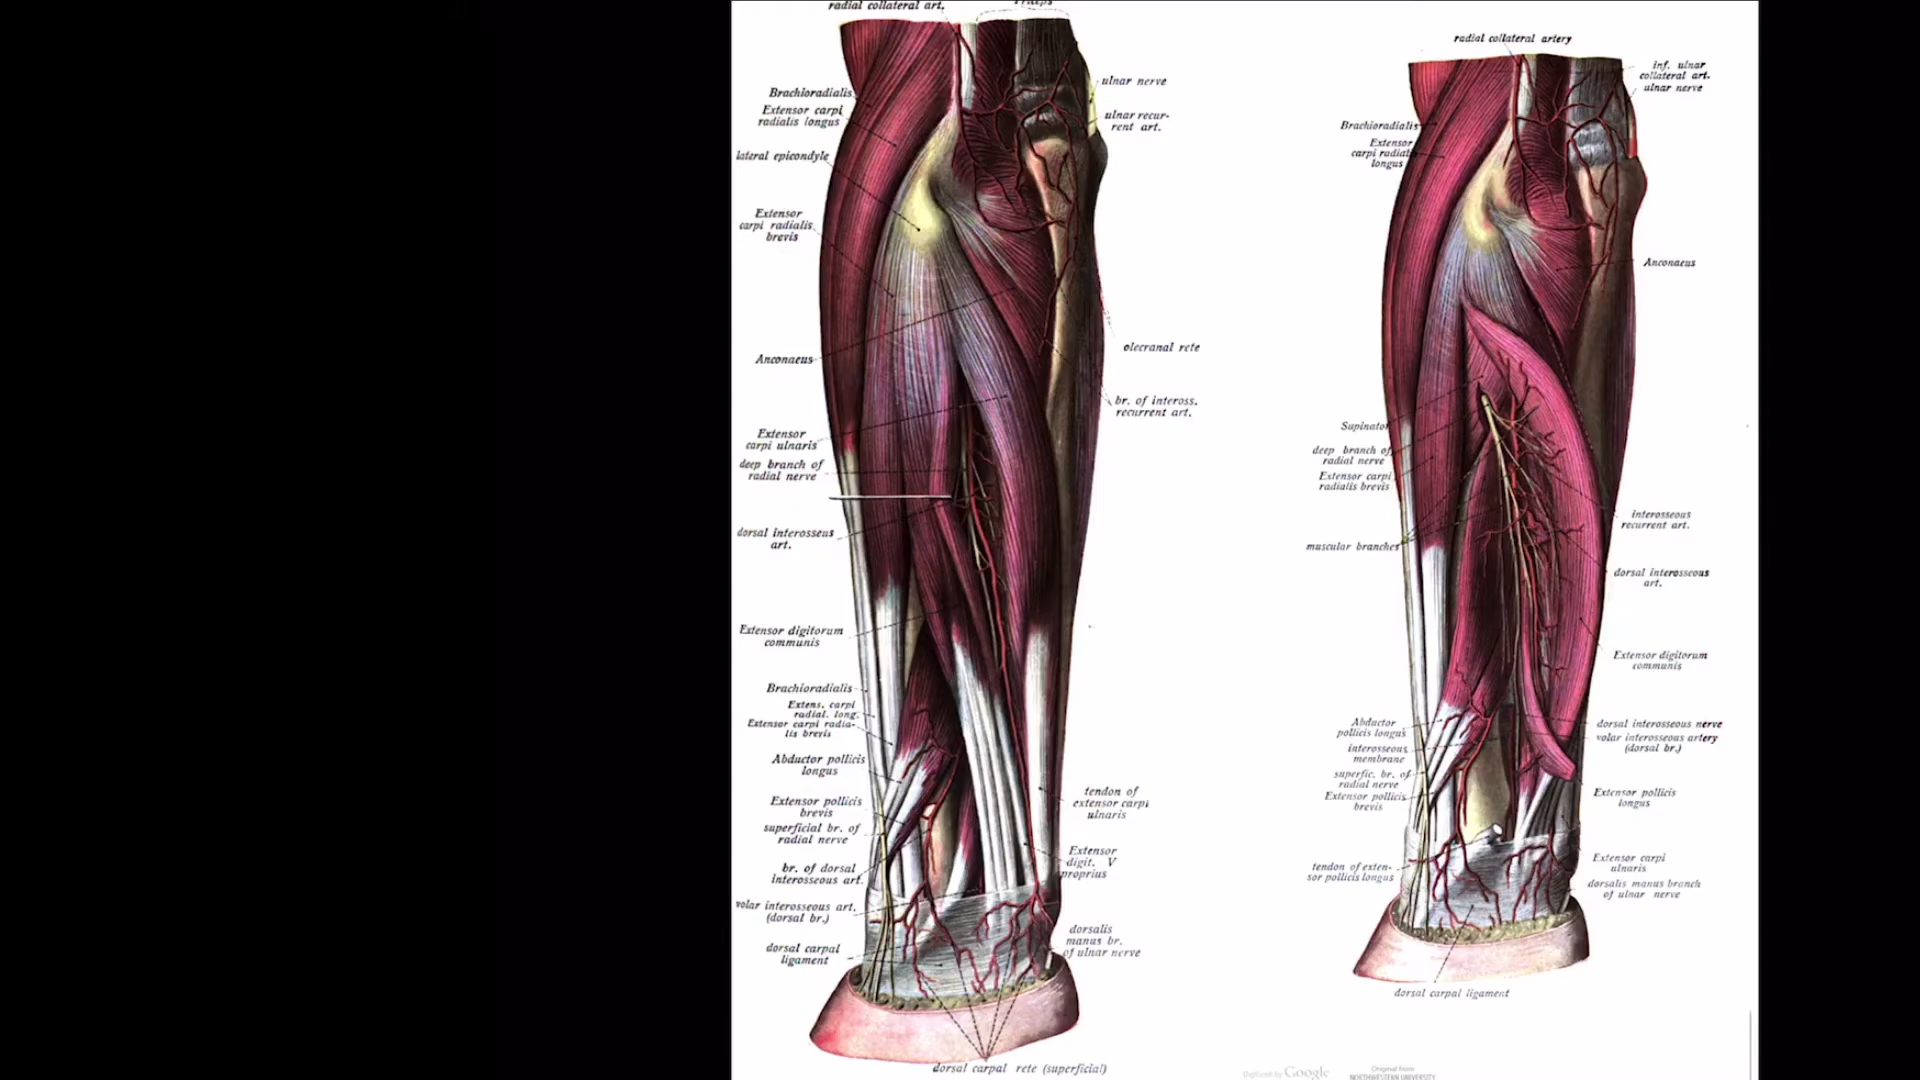 radial collateral art.
Triceps
Brachioradialis
Extensor carpi
radialis longus
lateral epicondyle
Extensor
carpi radialis
brevis
Anconaeus
Extensor
carpi ulnaris
deep branch of
radial nerve
dorsal interosseus
art.
Extensor digitorum
communis
Brachioradialis
Extens. carpi
radial. long.
Extensor carpi radia-
lis brevis
Abductor pollicis
longus
Extensor pollicis
brevis
superficial br. of
radial nerve
br. of dorsal
interosseous art.
volar interosseous art.
(dorsal br.)
dorsal carpal
ligament
ulnar nerve
ulnar recur-
rent art.
olecranal rete
br. of inteross.
recurrent art.
tendon of
extensor carpi
ulnaris
Extensor
digit. V
proprius
dorsalis
manus br.
of ulnar nerve
dorsal carpal rete (superficial)
radial collateral artery
Brachioradialis
Extensor
carpi radialis
longus
Supinator
deep branch of
radial nerve
Extensor carpi
radialis brevis
muscular branches
Abductor
pollicis longus
interosseous
membrane
superfic. br. of
radial nerve
Extensor pollicis
brevis
tendon of exten-
sor pollicis longus
inf. ulnar
collateral art.
ulnar nerve
Anconaeus
interosseous
recurrent art.
dorsal interosseous
art.
Extensor digitorum
communis
dorsal interosseous nerve
volar interosseous artery
(dorsal br.)
Extensor pollicis
longus
Extensor carpi
ulnaris
dorsalis manus branch
of ulnar nerve
dorsal carpal ligament
Digitized by Google
Original from
NORTHWESTERN UNIVERSITY